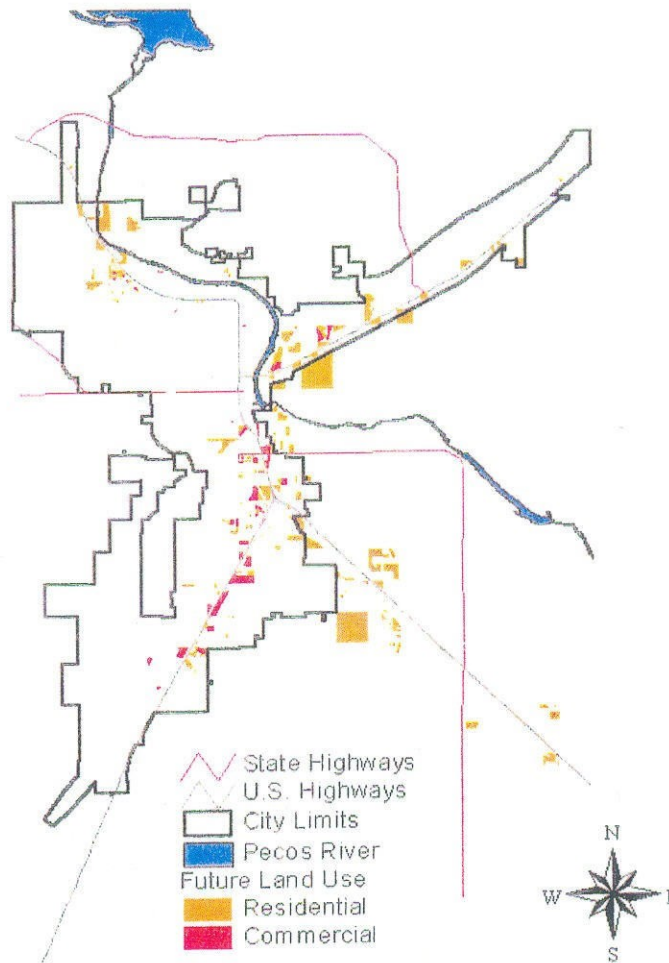 State Highways
U.S. Highways
City Limits
Pecos River
Future Land Use
Residential
Commercial
N
W
E
S